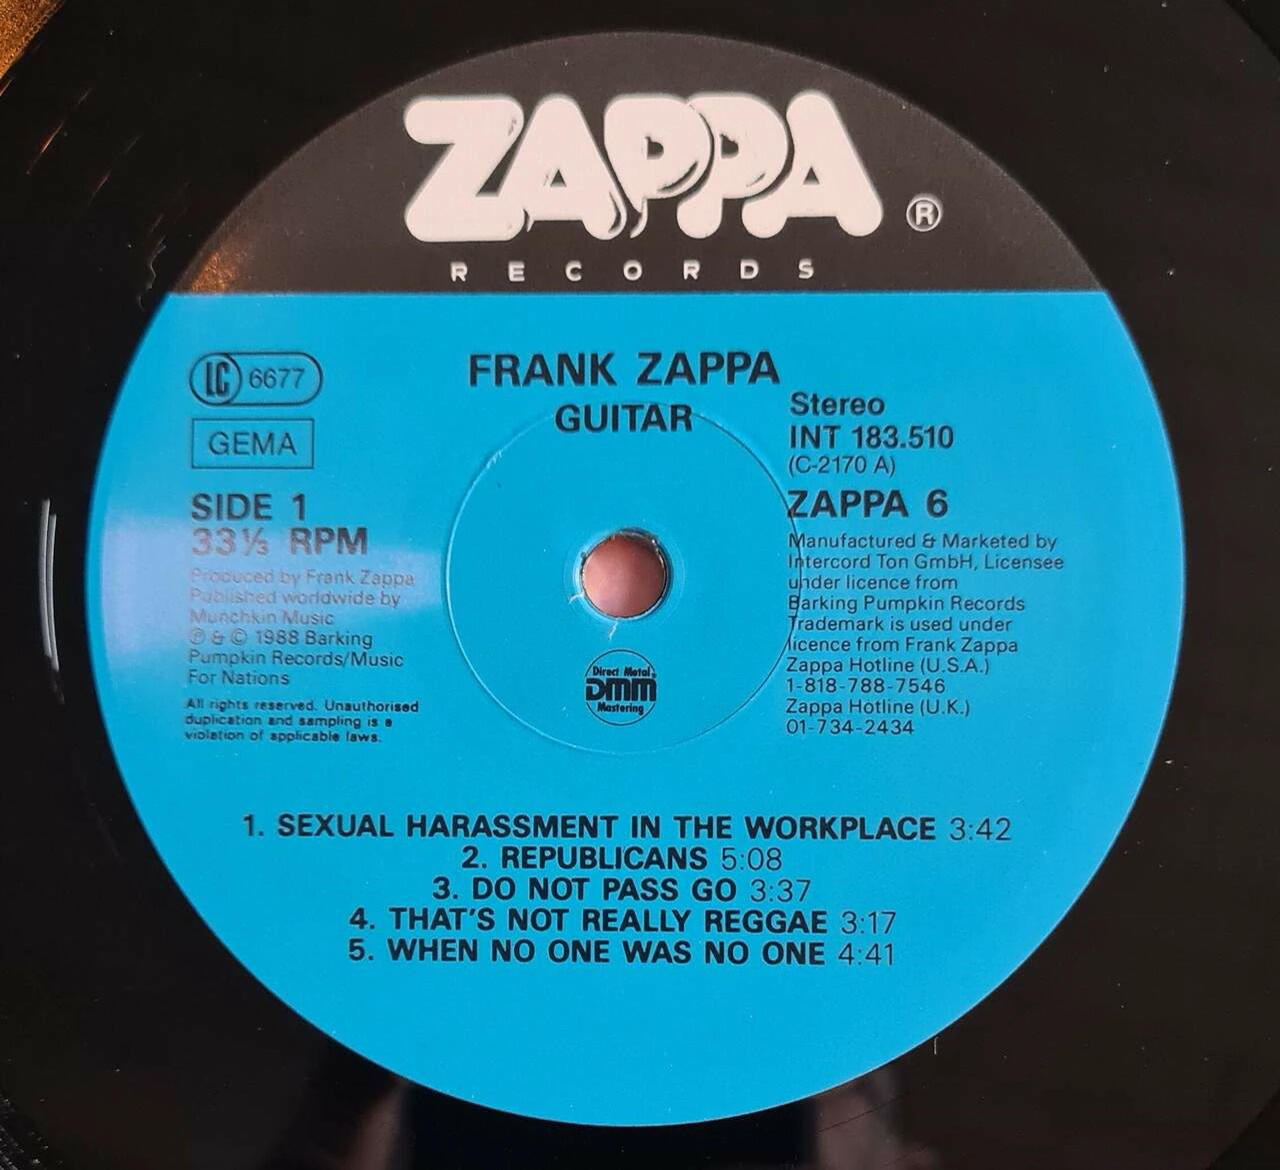 ZAPPA ®
RECORDS
FRANK ZAPPA
GUITAR
LC 6677
GEMA
SIDE 1
33⅓ RPM
Produced by Frank Zappa
Published worldwide by
Munchkin Music
℗ & © 1988 Barking
Pumpkin Records/Music
For Nations
All rights reserved. Unauthorised
duplication and sampling is a
violation of applicable laws.
Stereo
INT 183.510
(C-2170 A)
ZAPPA 6
Manufactured & Marketed by
Intercord Ton GmbH, Licensee
under licence from
Barking Pumpkin Records
Trademark is used under
licence from Frank Zappa
Zappa Hotline (U.S.A.)
1-818-788-7546
Zappa Hotline (U.K.)
01-734-2434
Direct Metal
DMM
Mastering
1. SEXUAL HARASSMENT IN THE WORKPLACE 3:42
2. REPUBLICANS 5:08
3. DO NOT PASS GO 3:37
4. THAT'S NOT REALLY REGGAE 3:17
5. WHEN NO ONE WAS NO ONE 4:41